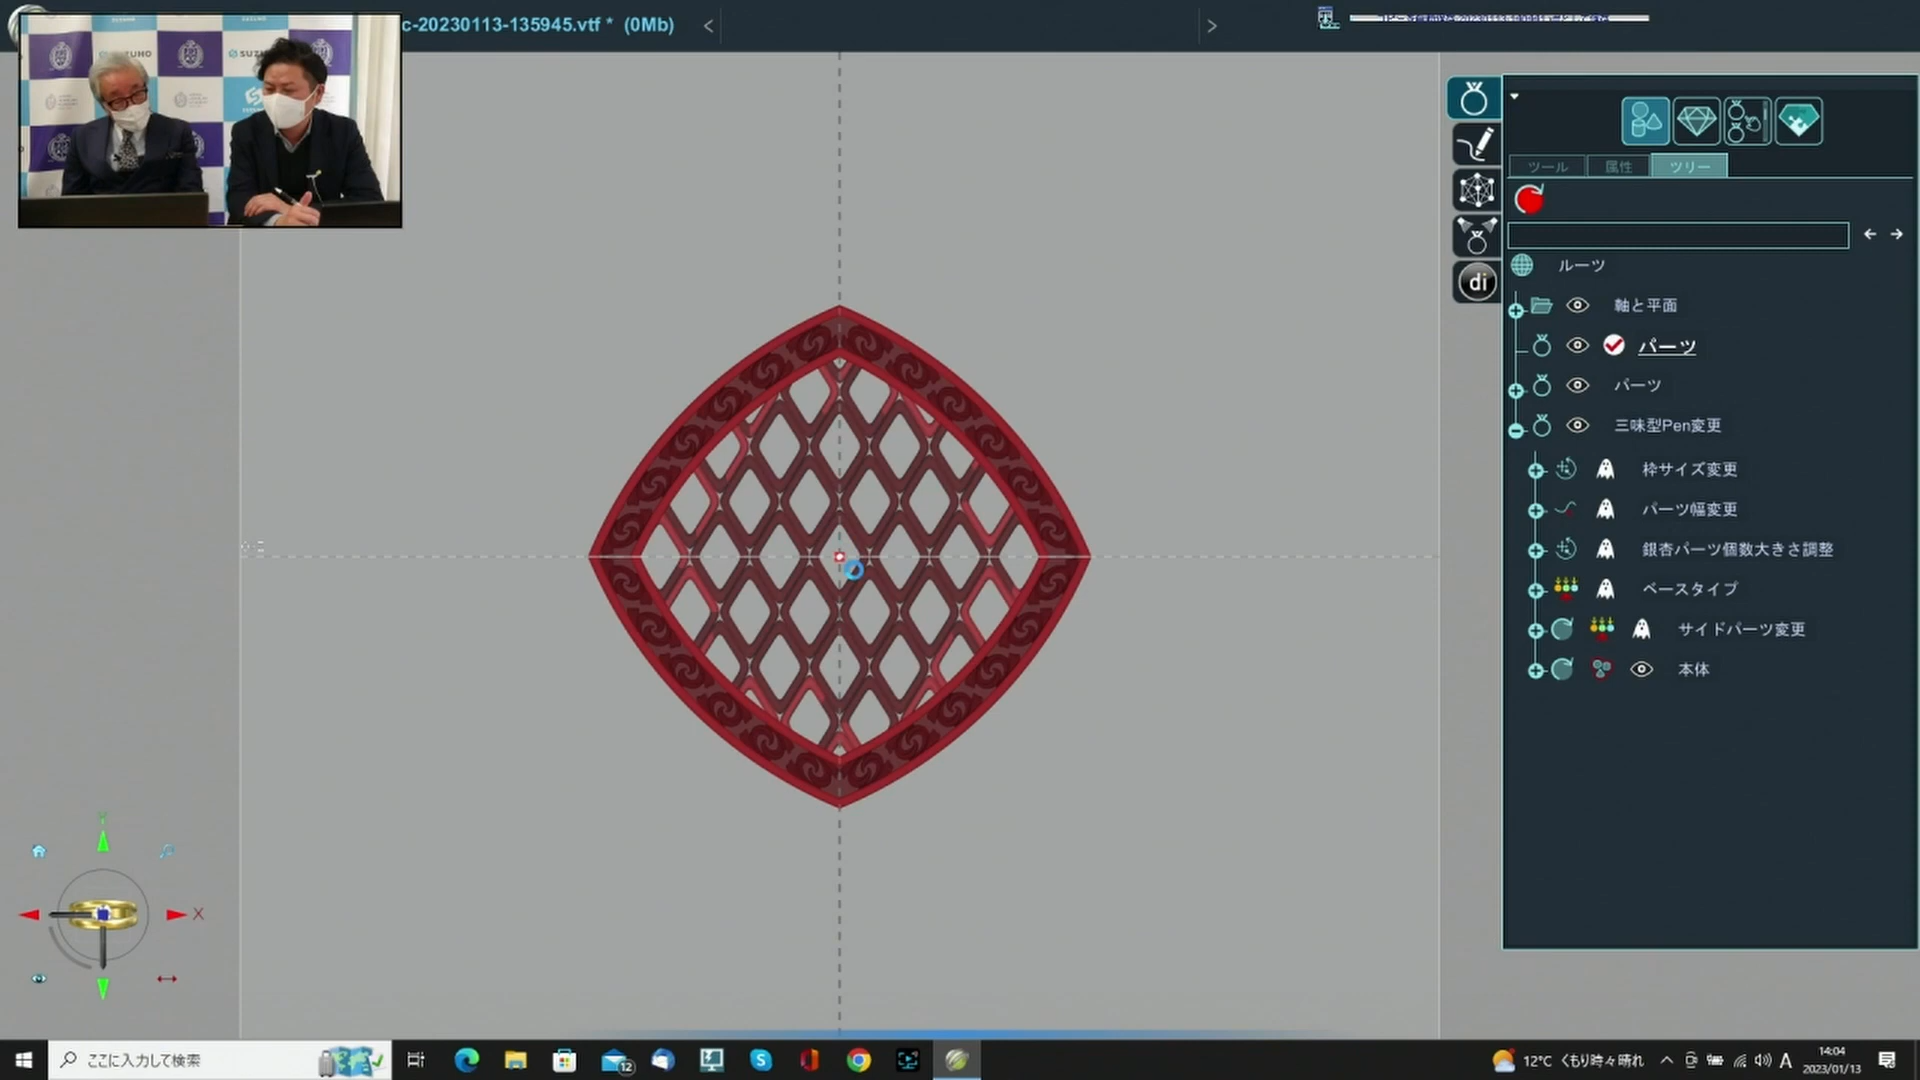 c-20230113-135945.vtf * (0Mb)
SUZUHO
ツール
属性
ツリー
ルーツ
軸と平面
パーツ
パーツ
三味型Pen変更
枠サイズ変更
パーツ幅変更
銀杏パーツ個数大きさ調整
ベースタイプ
サイドパーツ変更
本体
di
X
ここに入力して検索
12
12°C くもり時々晴れ
A
14:04
2023/01/13